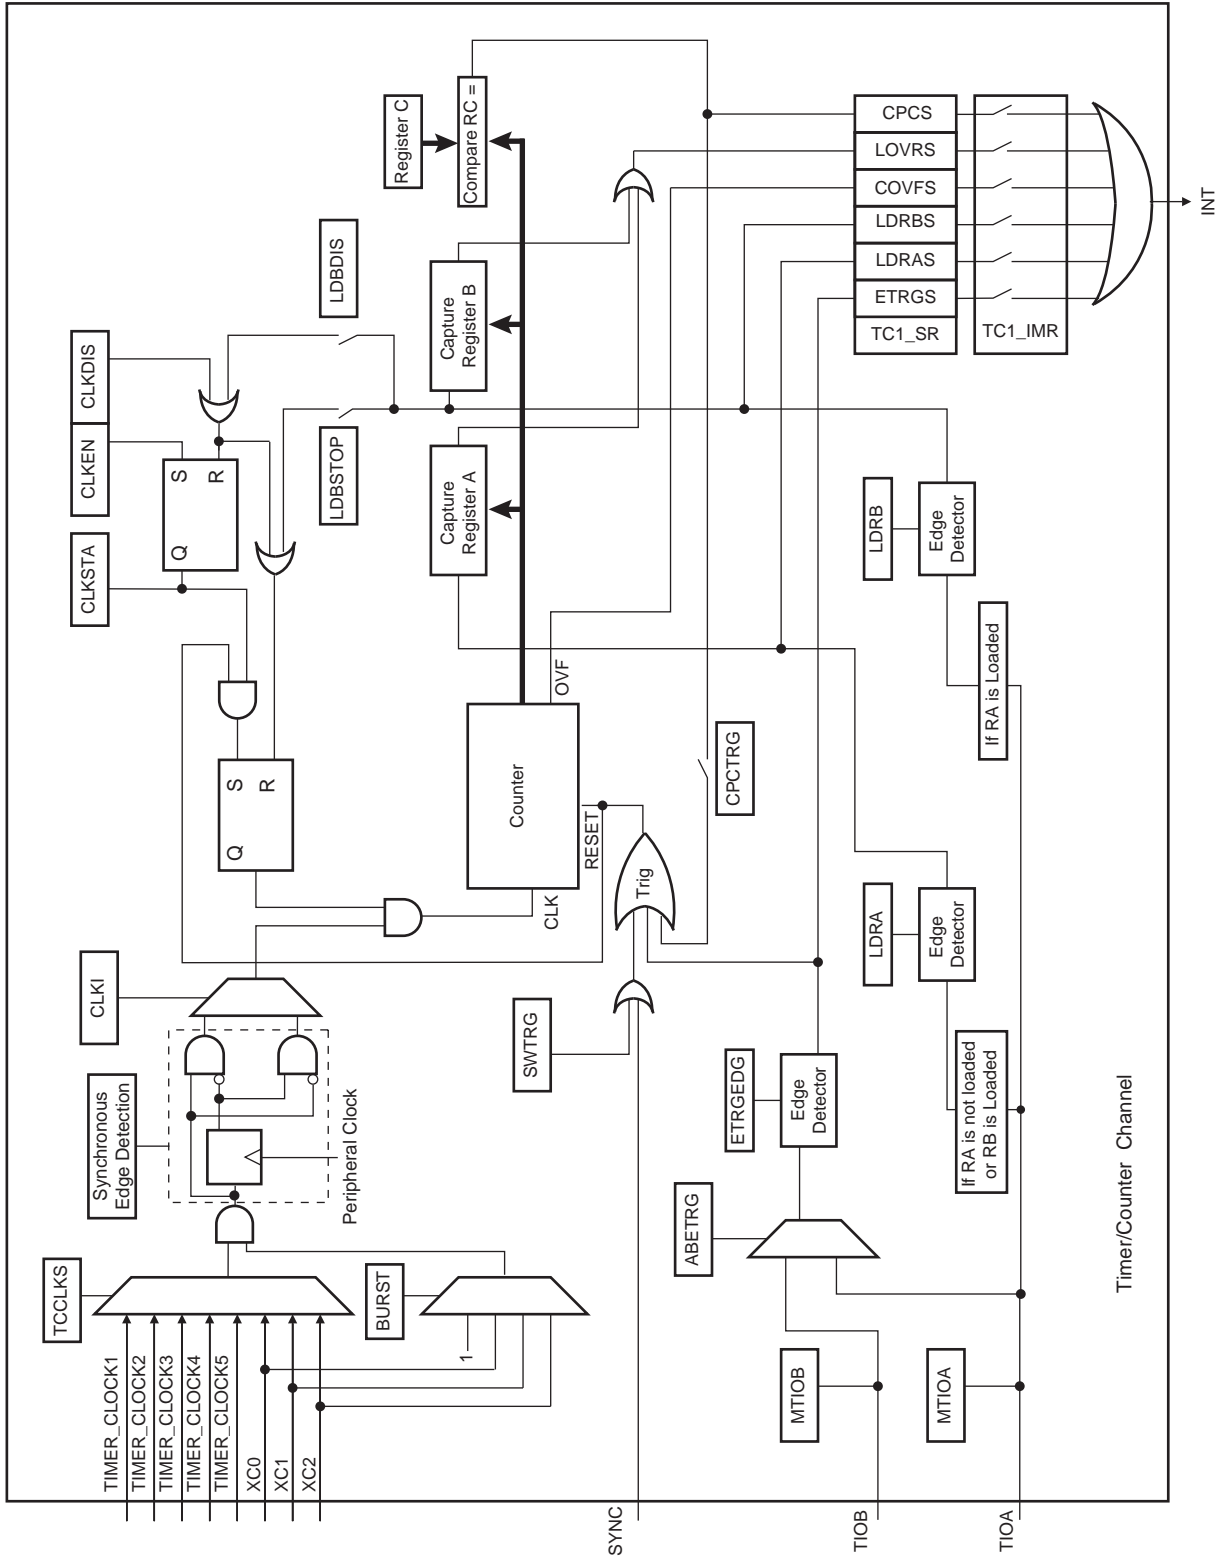 TCCLKS
TIMER_CLOCK1
TIMER_CLOCK2
TIMER_CLOCK3
TIMER_CLOCK4
TIMER_CLOCK5
XC0
XC1
XC2
BURST
1
Synchronous
Edge Detection
Peripheral Clock
CLKI
CLKSTA
CLKEN
CLKDIS
Q
S
R
Q
S
R
LDBSTOP
LDBDIS
Register C
Capture
Register A
Capture
Register B
Compare RC =
Counter
CLK
OVF
RESET
SYNC
SWTRG
Trig
CPCTRG
TIOB
MTIOB
ABETRG
ETRGEDG
Edge
Detector
TIOA
MTIOA
If RA is not loaded
or RB is Loaded
LDRA
Edge
Detector
If RA is Loaded
LDRB
Edge
Detector
CPCS
LOVRS
COVFS
LDRBS
LDRAS
ETRGS
TC1_SR
TC1_IMR
INT
Timer/Counter Channel